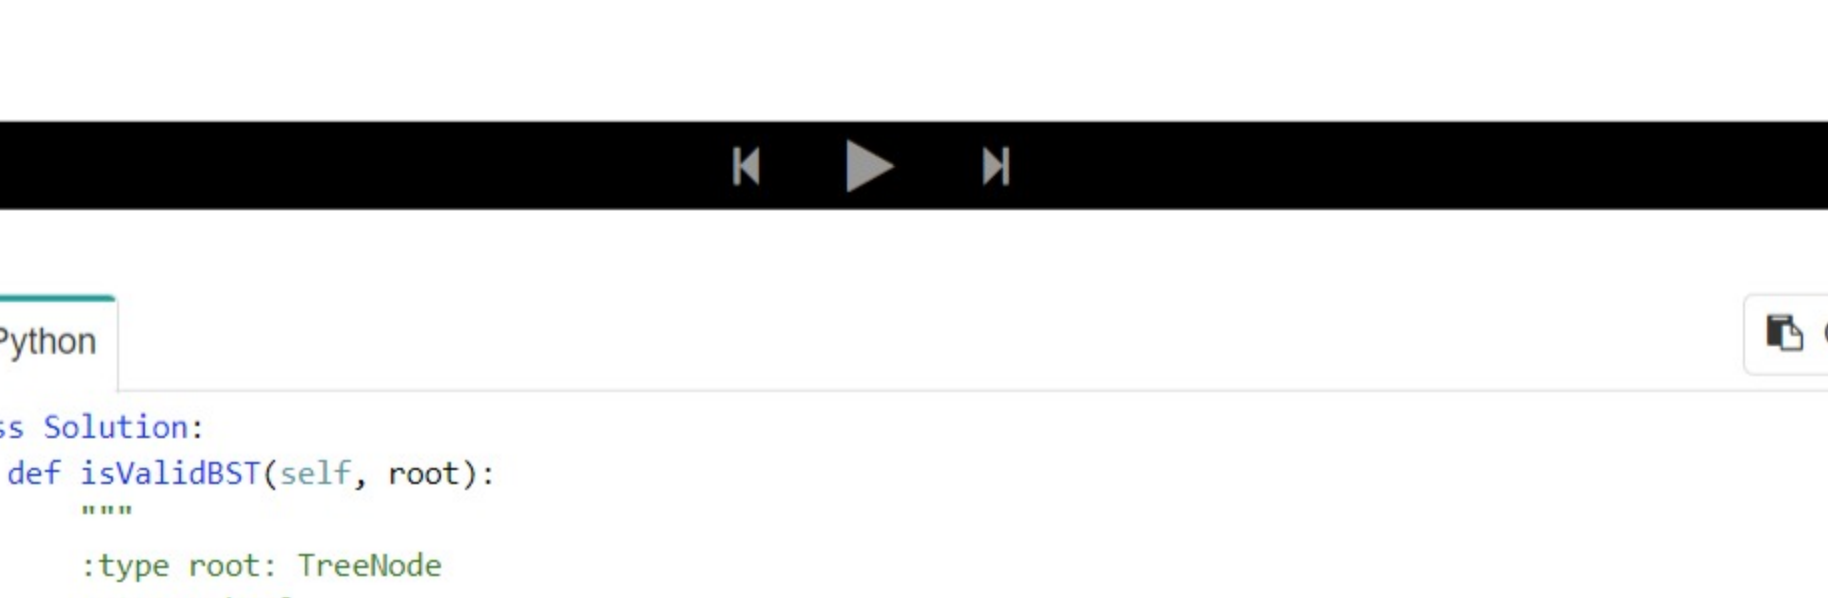 Python
ss Solution:
def isValidBST(self, root):
"""
:type root: TreeNode